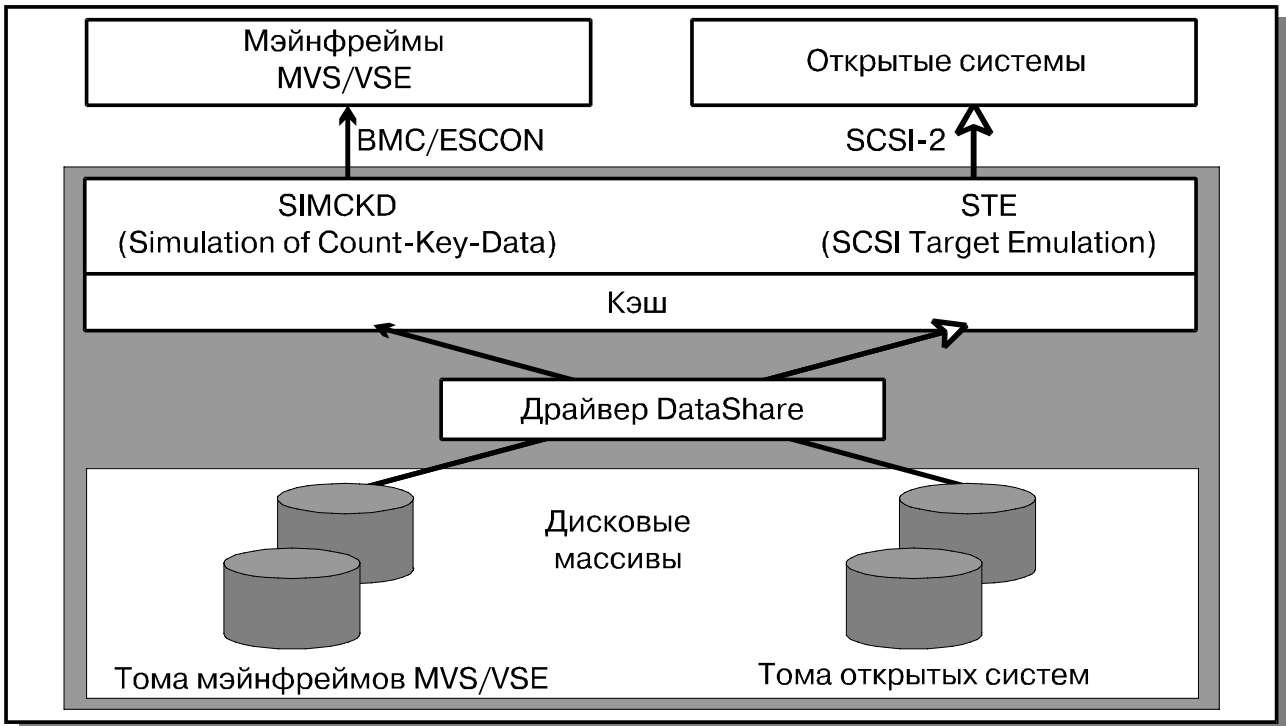 Мэйнфреймы
MVS/VSE
Открытые системы
BMC/ESCON
SCSI-2
SIMCKD
(Simulation of Count-Key-Data)
STE
(SCSI Target Emulation)
Кэш
Драйвер DataShare
Дисковые
массивы
Тома мэйнфреймов MVS/VSE
Тома открытых систем